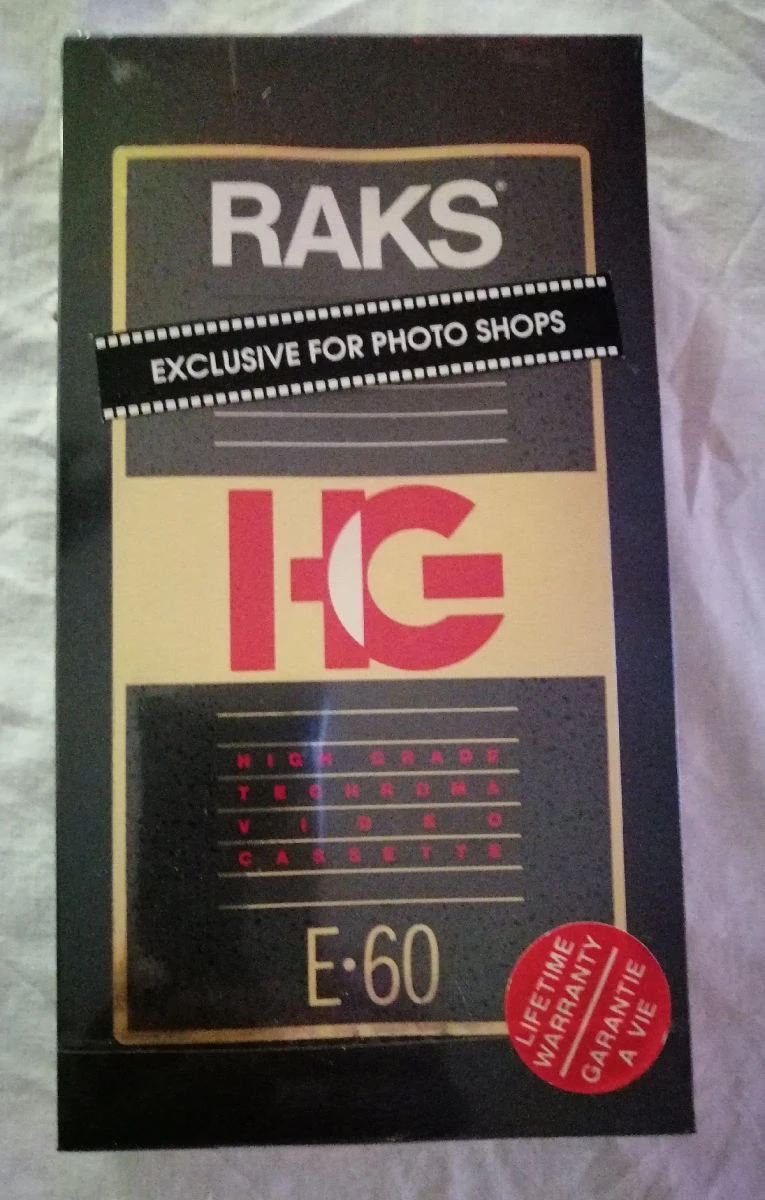 RAKS®
EXCLUSIVE FOR PHOTO SHOPS
HG
HIGH GRADE
TECHROMA
VIDEO
CASSETTE
E·60
LIFETIME
WARRANTY
GARANTIE
A VIE